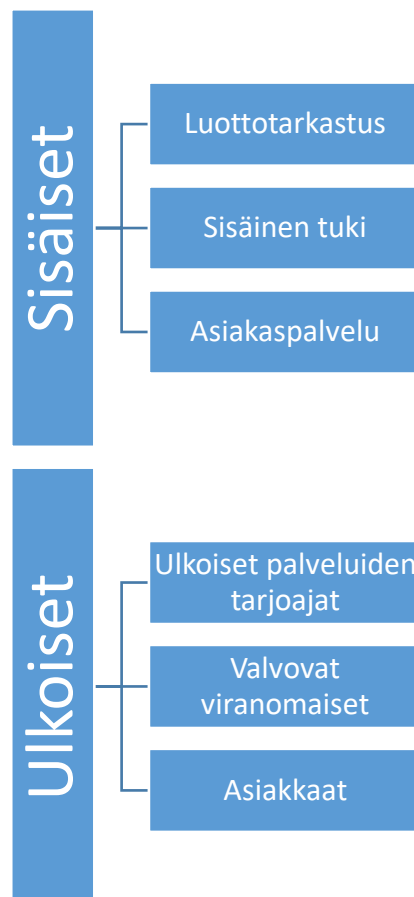 Sisäiset
Luottotarkastus
Sisäinen tuki
Asiakaspalvelu
Ulkoiset
Ulkoiset palveluiden
tarjoajat
Valvovat
viranomaiset
Asiakkaat